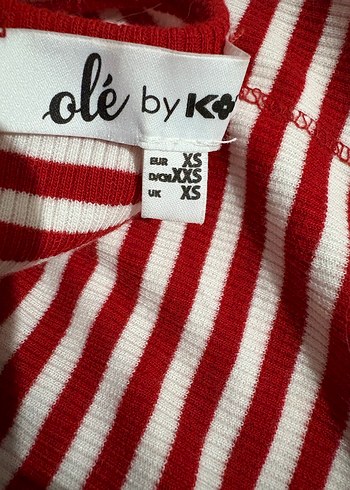 olé by K
EUR XS
D/CH XXS
UK XS